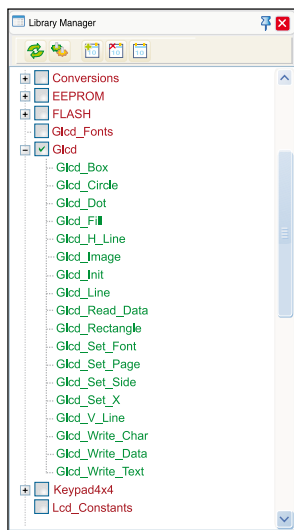 Library Manager
Conversions
EEPROM
FLASH
Glcd_Fonts
Glcd
Glcd_Box
Glcd_Circle
Glcd_Dot
Glcd_Fill
Glcd_H_Line
Glcd_Image
Glcd_Init
Glcd_Line
Glcd_Read_Data
Glcd_Rectangle
Glcd_Set_Font
Glcd_Set_Page
Glcd_Set_Side
Glcd_Set_X
Glcd_V_Line
Glcd_Write_Char
Glcd_Write_Data
Glcd_Write_Text
Keypad4x4
Lcd_Constants